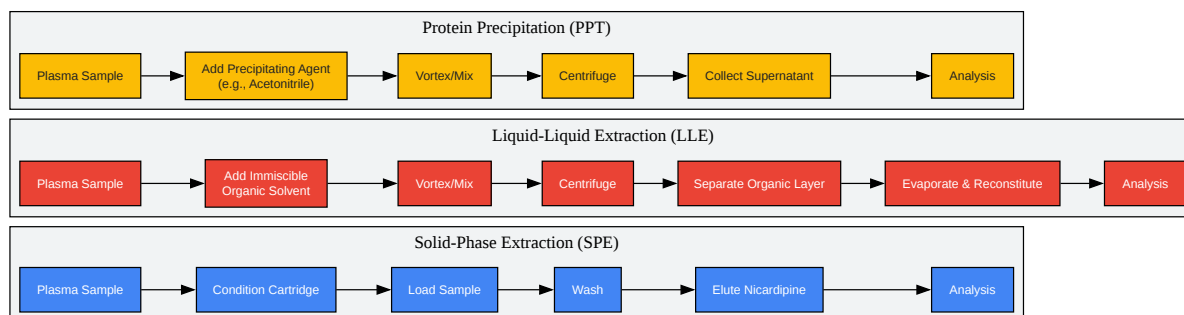 Protein Precipitation (PPT)
Plasma Sample
Add Precipitating Agent
(e.g., Acetonitrile)
Vortex/Mix
Centrifuge
Collect Supernatant
Analysis
Liquid-Liquid Extraction (LLE)
Plasma Sample
Add Immiscible
Organic Solvent
Vortex/Mix
Centrifuge
Separate Organic Layer
Evaporate & Reconstitute
Analysis
Solid-Phase Extraction (SPE)
Plasma Sample
Condition Cartridge
Load Sample
Wash
Elute Nicardipine
Analysis